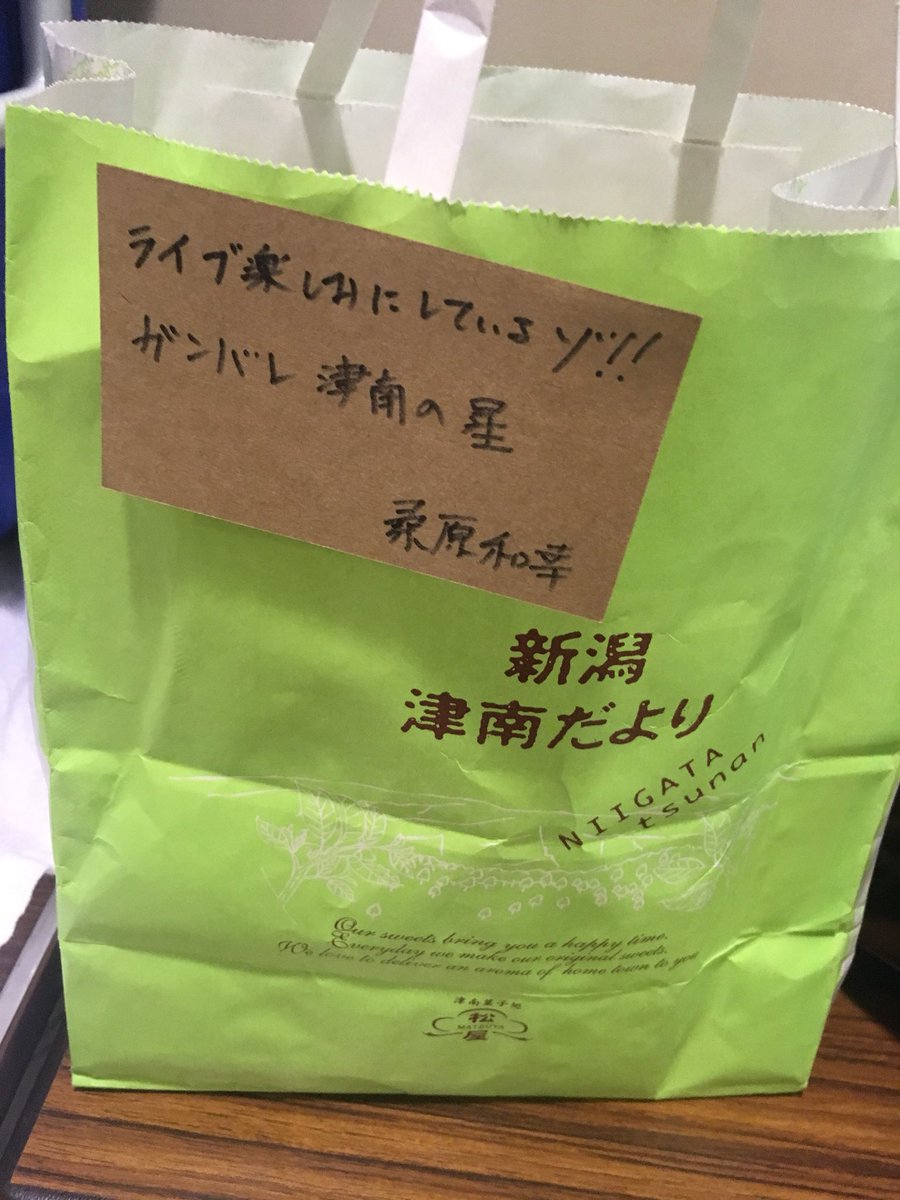 ライブ楽しみにしているゾ!!
ガンバレ 津南の星
桑原和華
新潟
津南だより
NIIGATA
tsunan
Our sweets bring you a happy time.
Everyday we make our original sweets.
We love to deliver an aroma of home town to you
津南菓子処
松
MATSUYA
屋